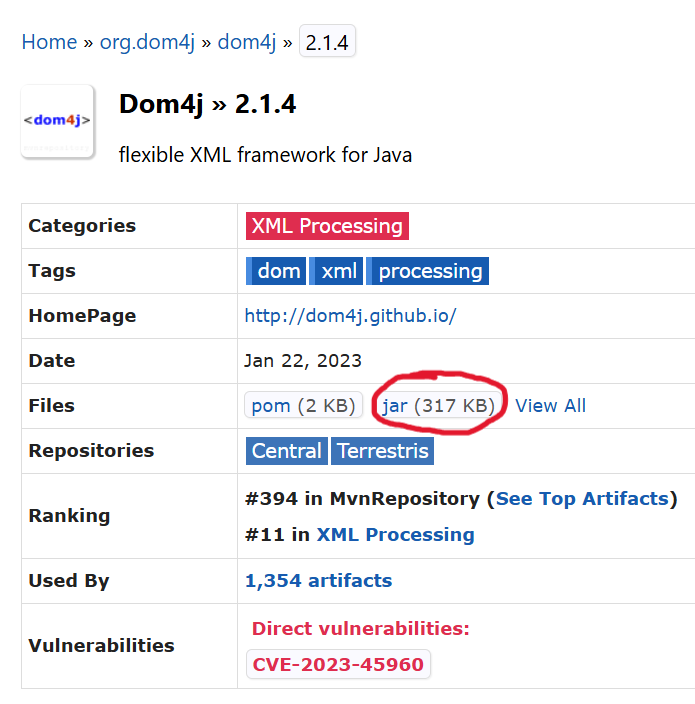 Home » org.dom4j » dom4j » 2.1.4
<dom4j>
Dom4j » 2.1.4
flexible XML framework for Java
Categories XML Processing
Tags dom xml processing
HomePage http://dom4j.github.io/
Date Jan 22, 2023
Files pom (2 KB) jar (317 KB) View All
Repositories Central Terrestris
Ranking
#394 in MvnRepository (See Top Artifacts)
#11 in XML Processing
Used By 1,354 artifacts
Vulnerabilities
Direct vulnerabilities:
CVE-2023-45960